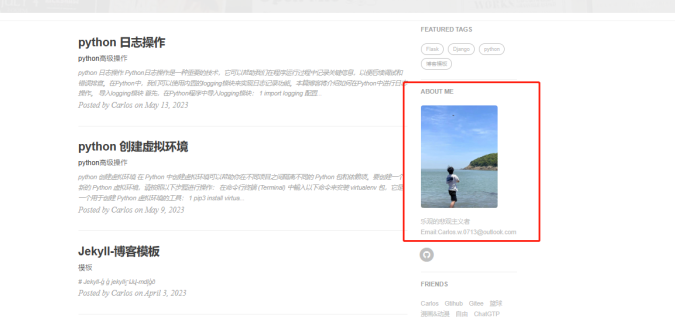 python 日志操作
python高级操作
python 日志操作 Python日志操作是一种重要的技术，它可以帮助我们在程序运行过程中记录关键信息，以便后续调试和
错误排查。在Python中，我们可以使用内置的logging模块来实现日志记录功能。本篇博客将介绍如何在Python中进行日志
操作。 导入logging模块 首先，在Python程序中导入logging模块： 1 import logging 配置...
Posted by Carlos on May 13, 2023
python 创建虚拟环境
python高级操作
python 创建虚拟环境 在 Python 中创建虚拟环境可以帮助你在不同项目之间隔离不同的 Python 包和依赖项。要创建一个
新的 Python 虚拟环境，请按照以下步骤进行操作： 在命令行终端 (Terminal) 中输入以下命令来安装 virtualenv 包，它是
一个用于创建 Python 虚拟环境的工具： 1 pip3 install virtua...
Posted by Carlos on May 9, 2023
Jekyll-博客模板
模板
Posted by Carlos on April 3, 2023
FEATURED TAGS
Flask Django python
博客模板
ABOUT ME
乐观的悲观主义者
Email:Carlos.w.0713@outlook.com
FRIENDS
Carlos Github Gitee 篮球
漫画&动漫 自由 ChatGTP